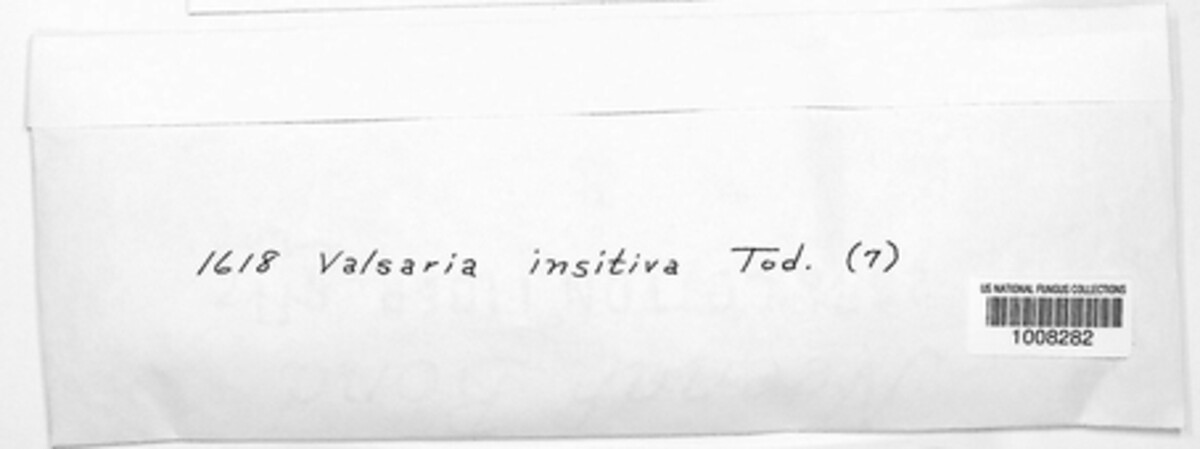 1618 Valsaria insitiva Tod. (7)
US NATIONAL FUNGUS COLLECTIONS
1008282